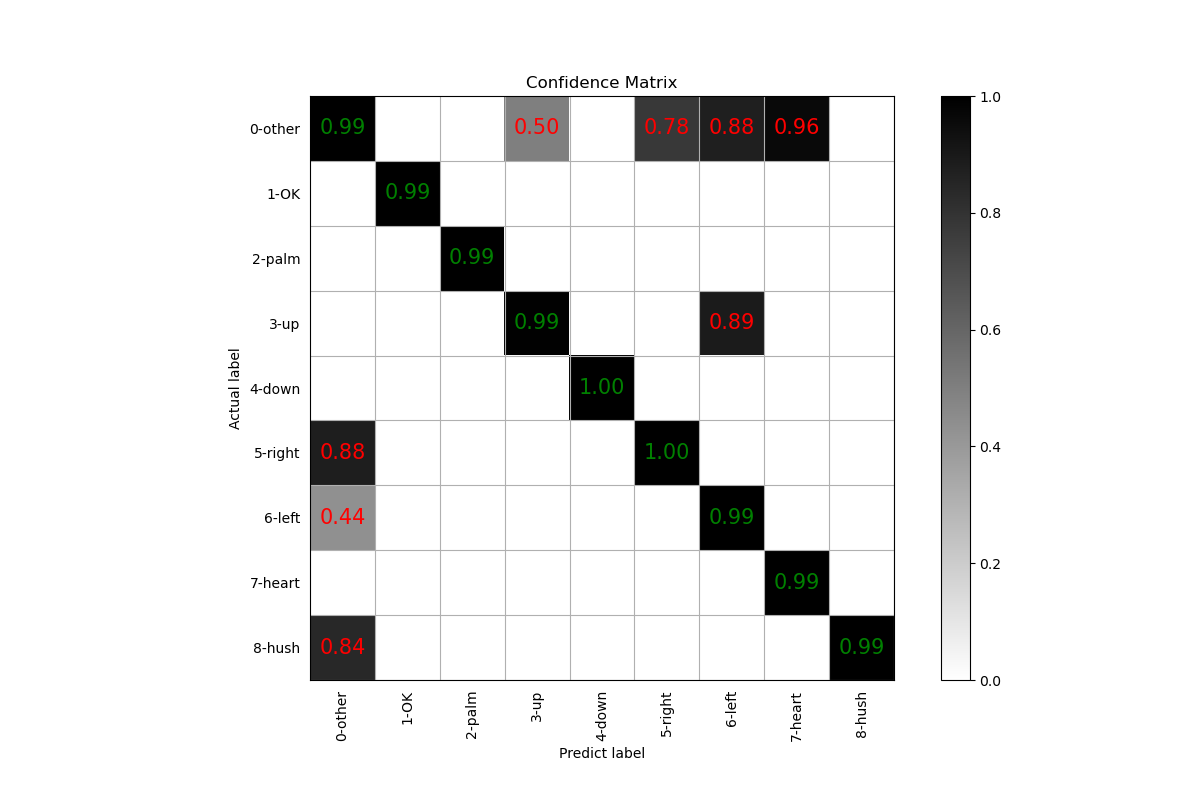 Confidence Matrix
0-other 0.99 0.50 0.78 0.88 0.96
1-OK 0.99
2-palm 0.99
3-up 0.99 0.89
4-down 1.00
5-right 0.88 1.00
6-left 0.44 0.99
7-heart 0.99
8-hush 0.84 0.99
Actual label
0-other 1-OK 2-palm 3-up 4-down 5-right 6-left 7-heart 8-hush
Predict label
1.0
0.8
0.6
0.4
0.2
0.0